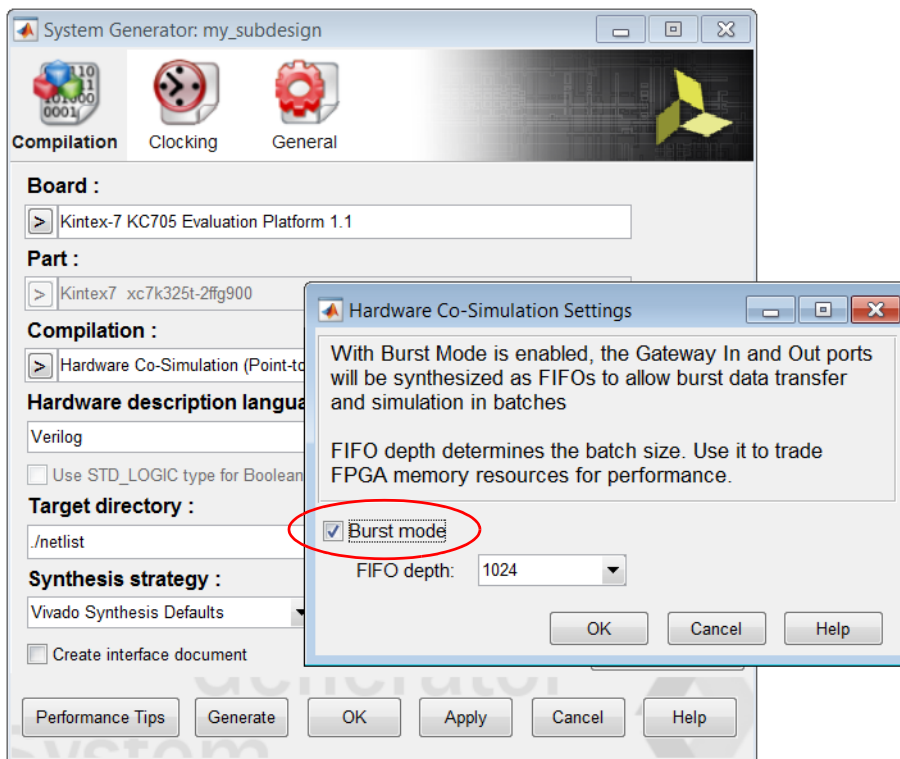 System Generator: my_subdesign
Compilation
Clocking
General
Board :
> Kintex-7 KC705 Evaluation Platform 1.1
Part :
> Kintex7 xc7k325t-2ffg900
Compilation :
> Hardware Co-Simulation (Point-to
Hardware description langua
Verilog
Use STD_LOGIC type for Boolean
Target directory :
./netlist
Synthesis strategy :
Vivado Synthesis Defaults
Create interface document
Performance Tips
Generate
OK
Apply
Cancel
Help
System
Generator
Hardware Co-Simulation Settings
With Burst Mode is enabled, the Gateway In and Out ports
will be synthesized as FIFOs to allow burst data transfer
and simulation in batches
FIFO depth determines the batch size. Use it to trade
FPGA memory resources for performance.
Burst mode
FIFO depth: 1024
OK
Cancel
Help